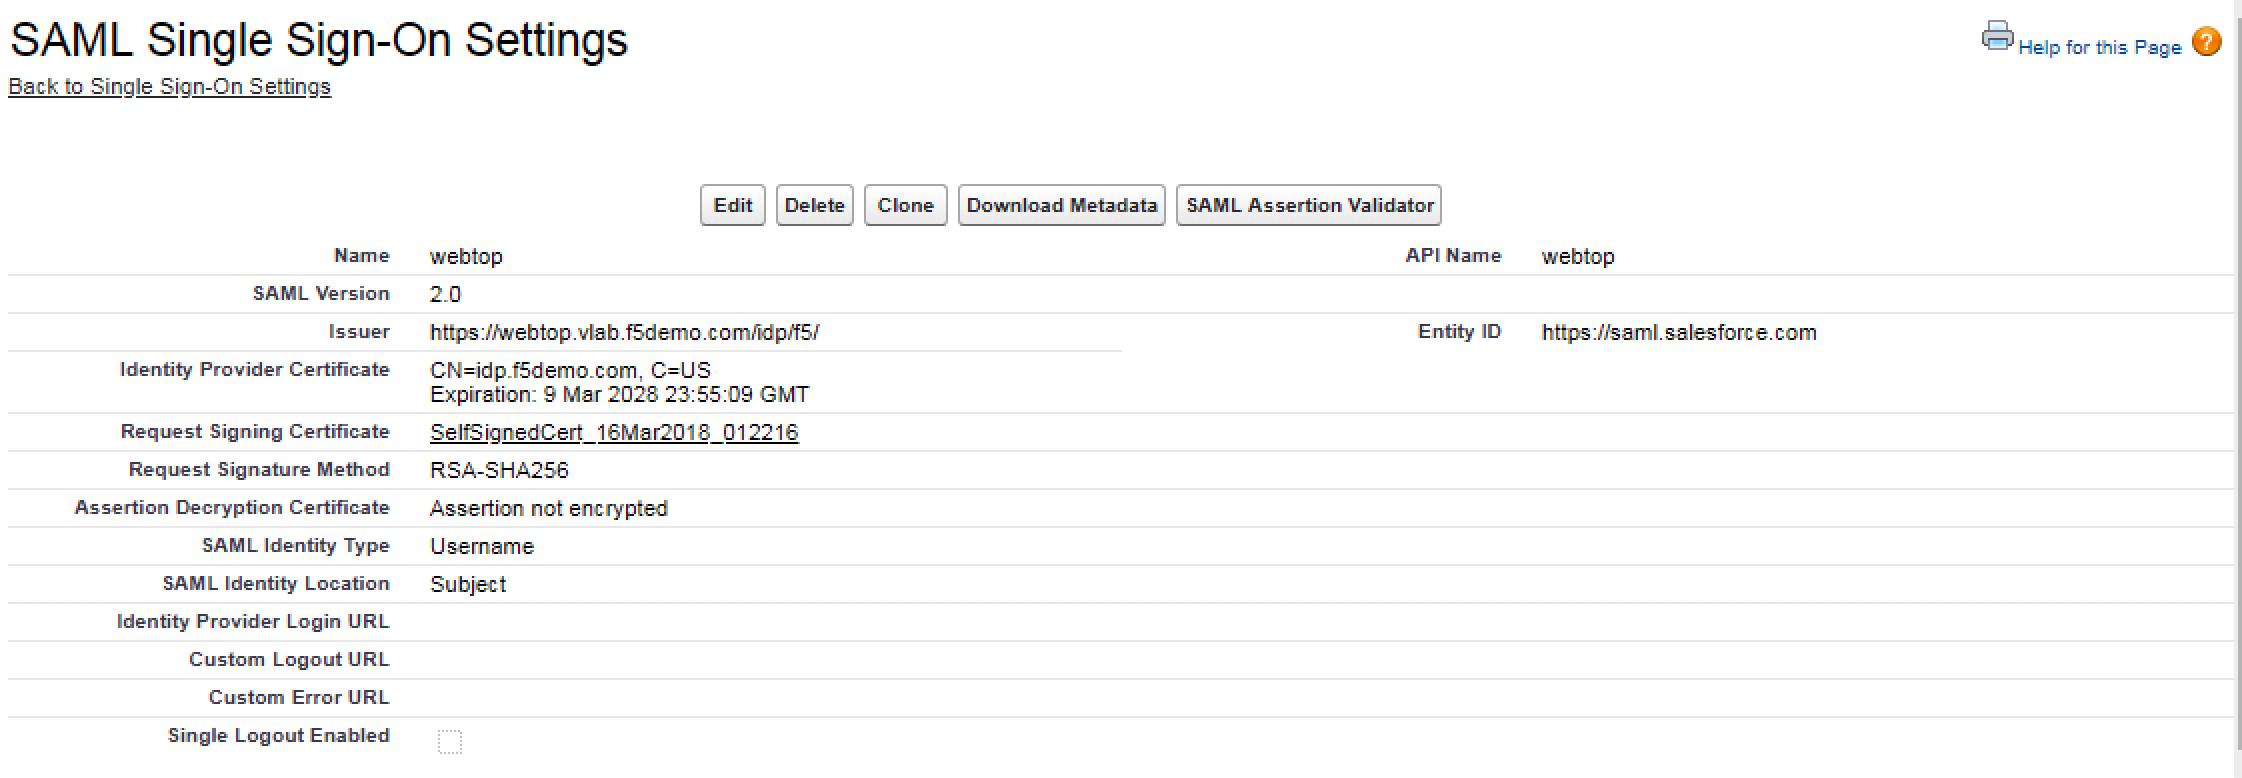 SAML Single Sign-On Settings
Help for this Page ?
Back to Single Sign-On Settings
Edit Delete Clone Download Metadata SAML Assertion Validator
Name webtop API Name webtop
SAML Version 2.0
Issuer https://webtop.vlab.f5demo.com/idp/f5/ Entity ID https://saml.salesforce.com
Identity Provider Certificate CN=idp.f5demo.com, C=US
Expiration: 9 Mar 2028 23:55:09 GMT
Request Signing Certificate SelfSignedCert_16Mar2018_012216
Request Signature Method RSA-SHA256
Assertion Decryption Certificate Assertion not encrypted
SAML Identity Type Username
SAML Identity Location Subject
Identity Provider Login URL
Custom Logout URL
Custom Error URL
Single Logout Enabled